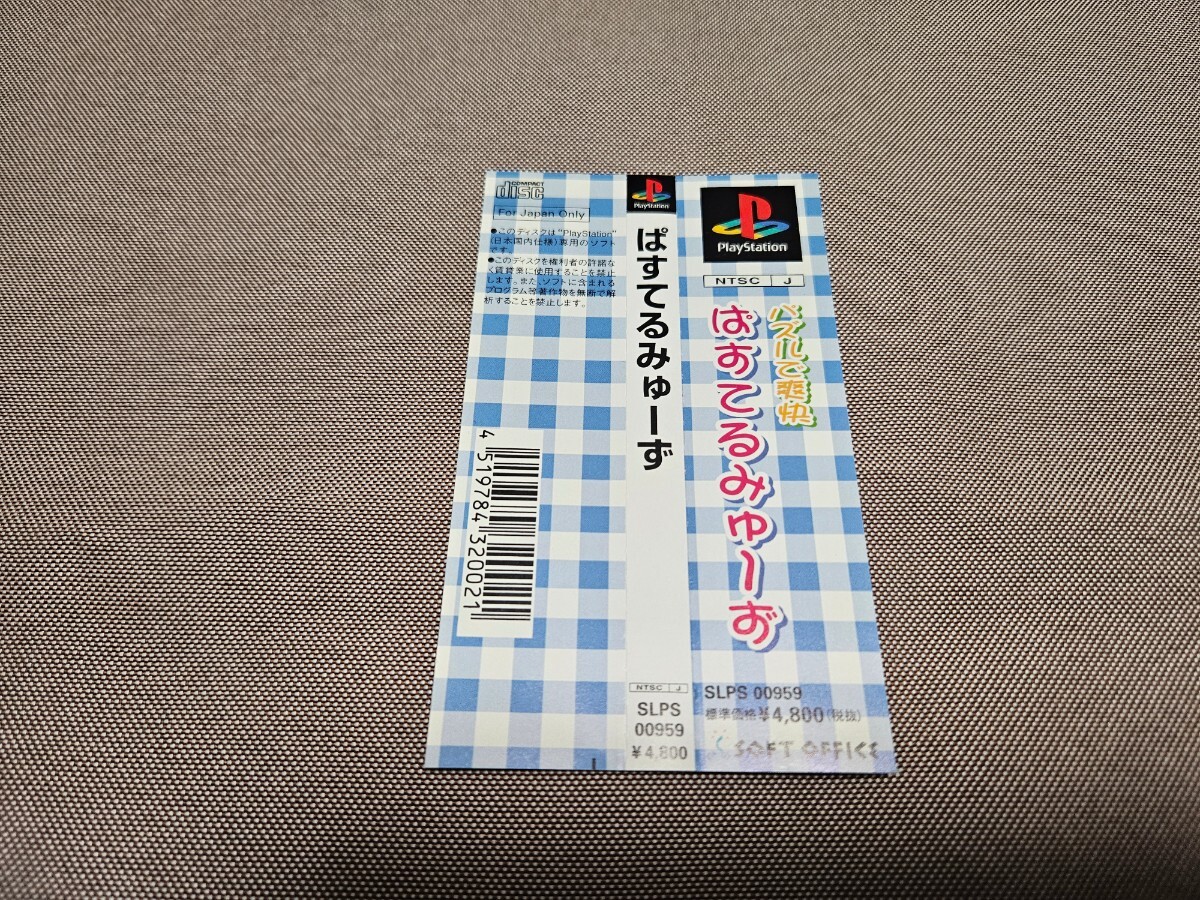 COMPACT
disc
For Japan Only
●このディスクは"PlayStation"
(日本国内仕様)専用のソフト
です。
●このディスクを権利者の許諾な
く賃貸業に使用することを禁止
します。また、ソフトに含まれる
プログラム等著作物を無断で解
析することを禁止します。
4 519784 320021
PlayStation
ぱすてるみゅーず
NTSC J
SLPS
00959
¥4,800
PlayStation
NTSC J
パズルで爽快
ぱすてるみゅーず
SLPS 00959
標準価格¥4,800(税抜)
SOFT OFFICE